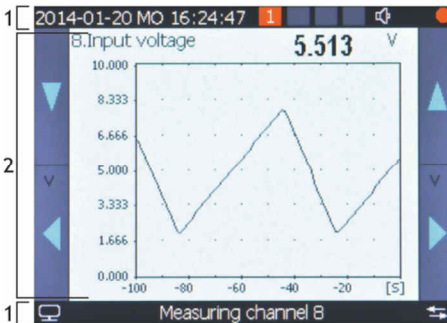 1 2014-01-20 MO 16:24:47 1
8.Input voltage 5.513 V
10.000
8.333
6.666
2
V V
5.000
3.333
1.666
0.000
-100 -80 -60 -40 -20 [S]
1 Measuring channel 8